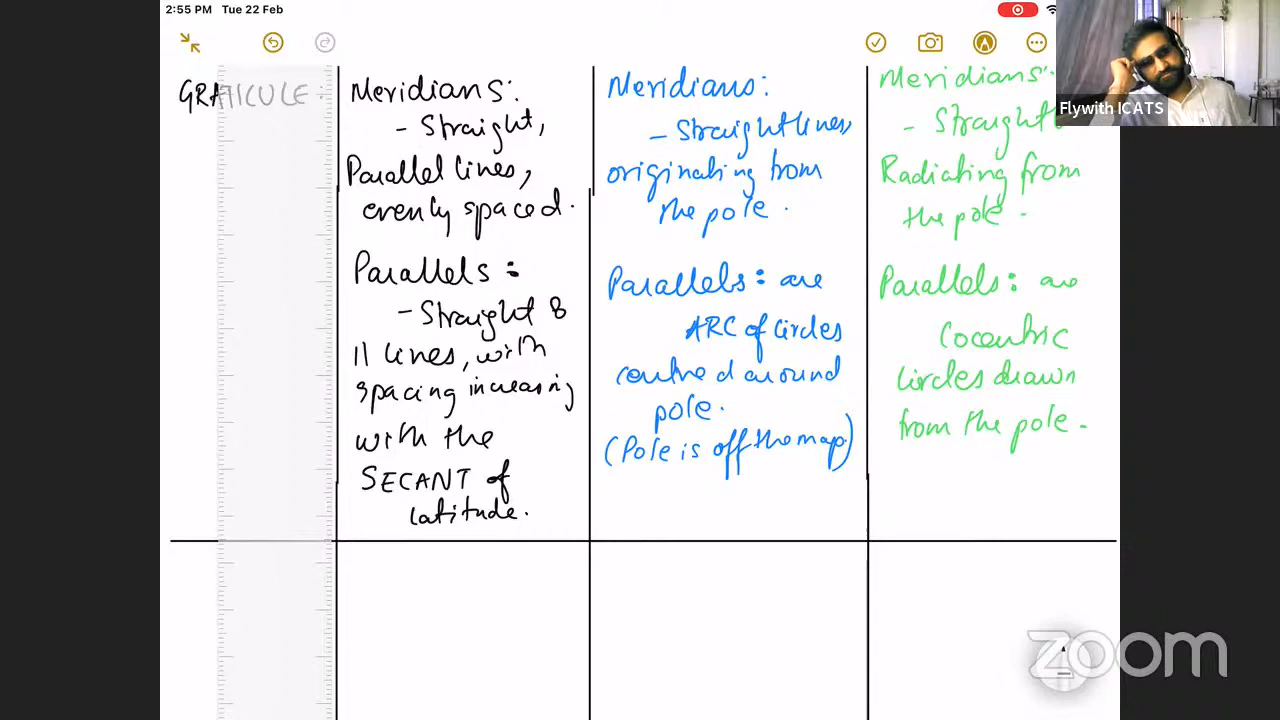 2:55 PM Tue 22 Feb
Flywith ICATS
GRATICULE:
Meridians:
- Straight,
Parallel lines,
evenly spaced.
Parallels:
- Straight &
11 lines, with
spacing increasing
with the
SECANT of
latitude.
Meridians:
- Straight lines,
originating from
the pole.
Parallels: are
ARC of circles
centred around
pole.
(Pole is off the map)
Meridians:
- Straight
Radiating from
the pole.
Parallels: are
Cocentric
circles drawn
from the pole.
zoom